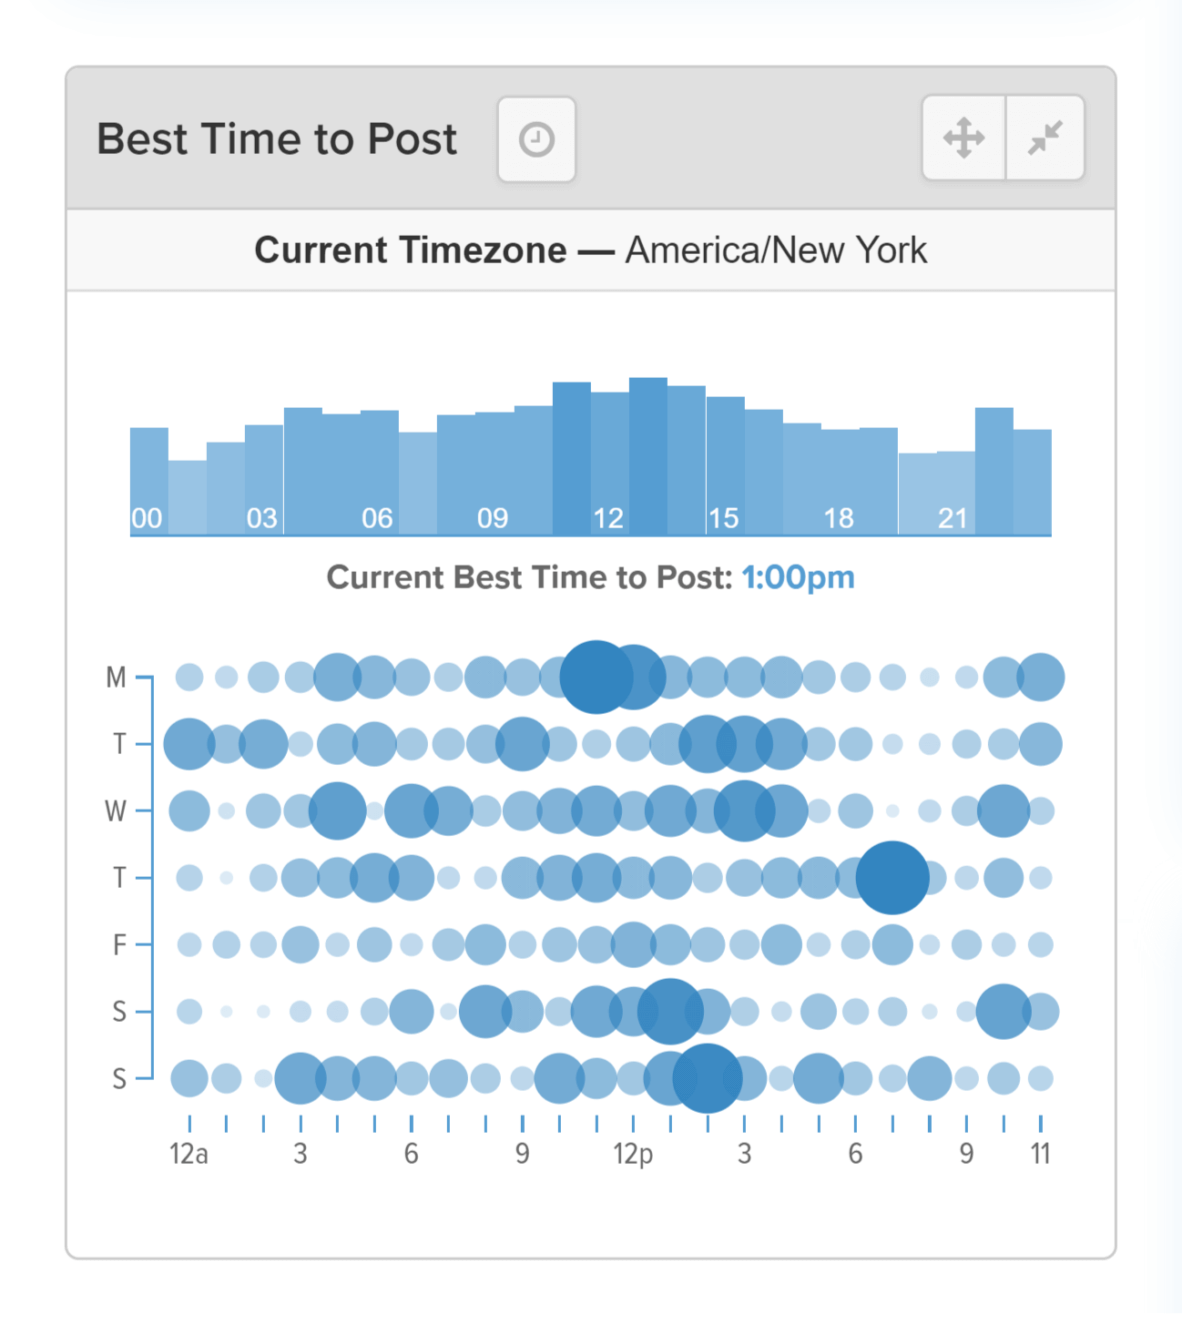 Best Time to Post
Current Timezone — America/New York
00 03 06 09 12 15 18 21
Current Best Time to Post: 1:00pm
M
T
W
T
F
S
S
12a 3 6 9 12p 3 6 9 11